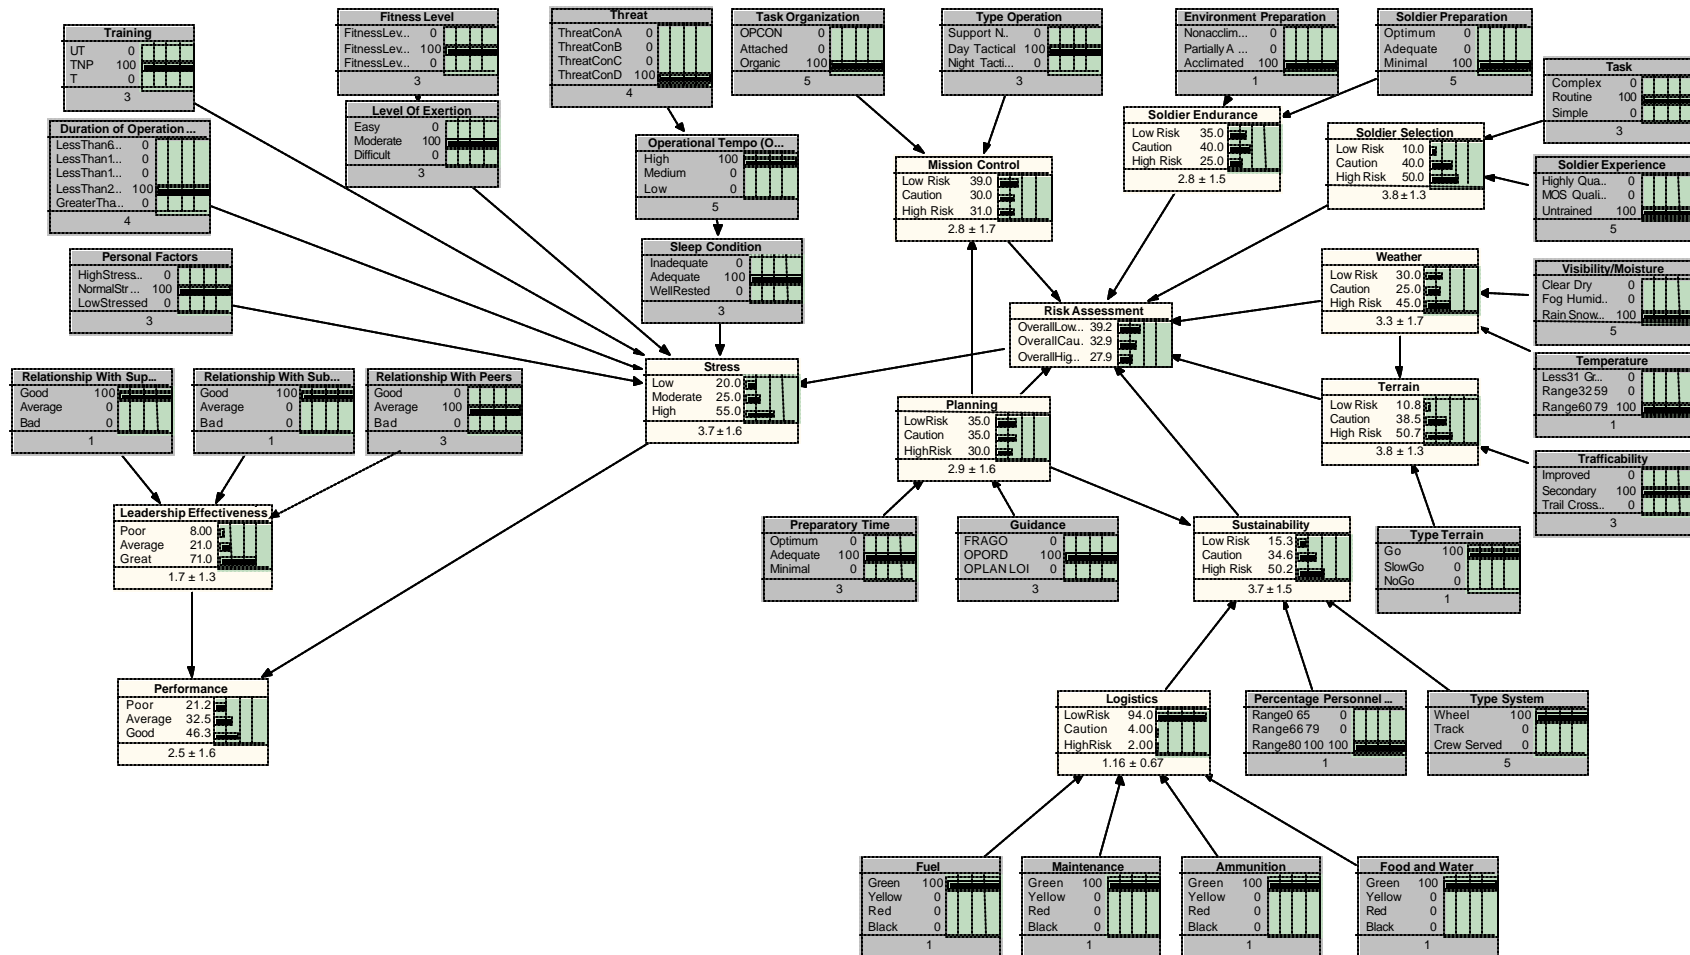 Training
UT 0
TNP 100
T 0
3
Fitness Level
FitnessLev... 0
FitnessLev... 100
FitnessLev... 0
3
Threat
ThreatConA 0
ThreatConB 0
ThreatConC 0
ThreatConD 100
4
Task Organization
OPCON 0
Attached 0
Organic 100
5
Type Operation
Support N.. 0
Day Tactical 100
Night Tacti... 0
3
Environment Preparation
Nonacclim... 0
Partially A ... 0
Acclimated 100
1
Soldier Preparation
Optimum 0
Adequate 0
Minimal 100
5
Task
Complex 0
Routine 100
Simple 0
3
Duration of Operation ...
LessThan6... 0
LessThan1... 0
LessThan1... 0
LessThan2... 100
GreaterTha... 0
4
Level Of Exertion
Easy 0
Moderate 100
Difficult 0
3
Operational Tempo (O...
High 100
Medium 0
Low 0
5
Mission Control
Low Risk 39.0
Caution 30.0
High Risk 31.0
2.8 ± 1.7
Soldier Endurance
Low Risk 35.0
Caution 40.0
High Risk 25.0
2.8 ± 1.5
Soldier Selection
Low Risk 10.0
Caution 40.0
High Risk 50.0
3.8 ± 1.3
Soldier Experience
Highly Qua... 0
MOS Quali... 0
Untrained 100
5
Personal Factors
HighStress... 0
NormalStr ... 100
LowStressed 0
3
Sleep Condition
Inadequate 0
Adequate 100
WellRested 0
3
Risk Assessment
OverallLow... 39.2
OverallCau.. 32.9
OverallHig... 27.9
Weather
Low Risk 30.0
Caution 25.0
High Risk 45.0
3.3 ± 1.7
Visibility/Moisture
Clear Dry 0
Fog Humid.. 0
Rain Snow... 100
5
Relationship With Sup...
Good 100
Average 0
Bad 0
1
Relationship With Sub...
Good 100
Average 0
Bad 0
1
Relationship With Peers
Good 0
Average 100
Bad 0
3
Stress
Low 20.0
Moderate 25.0
High 55.0
3.7 ± 1.6
Planning
LowRisk 35.0
Caution 35.0
HighRisk 30.0
2.9 ± 1.6
Terrain
Low Risk 10.8
Caution 38.5
High Risk 50.7
3.8 ± 1.3
Temperature
Less31 Gr... 0
Range32 59 0
Range60 79 100
1
Trafficability
Improved 0
Secondary 100
Trail Cross... 0
3
Leadership Effectiveness
Poor 8.00
Average 21.0
Great 71.0
1.7 ± 1.3
Preparatory Time
Optimum 0
Adequate 100
Minimal 0
3
Guidance
FRAGO 0
OPORD 100
OPLAN LOI 0
3
Sustainability
Low Risk 15.3
Caution 34.6
High Risk 50.2
3.7 ± 1.5
Type Terrain
Go 100
SlowGo 0
NoGo 0
1
Performance
Poor 21.2
Average 32.5
Good 46.3
2.5 ± 1.6
Logistics
LowRisk 94.0
Caution 4.00
HighRisk 2.00
1.16 ± 0.67
Percentage Personnel ...
Range0 65 0
Range66 79 0
Range80 100 100
1
Type System
Wheel 100
Track 0
Crew Served 0
5
Fuel
Green 100
Yellow 0
Red 0
Black 0
1
Maintenance
Green 100
Yellow 0
Red 0
Black 0
1
Ammunition
Green 100
Yellow 0
Red 0
Black 0
1
Food and Water
Green 100
Yellow 0
Red 0
Black 0
1